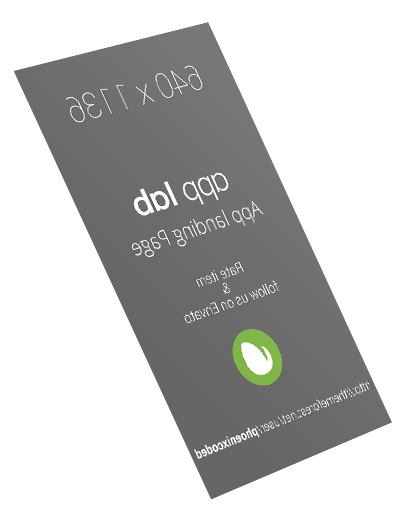 640 x 1136
app lab
App landing Page
Rate item
&
follow us on Envato
http://themeforest.net/user/phoenixcoded